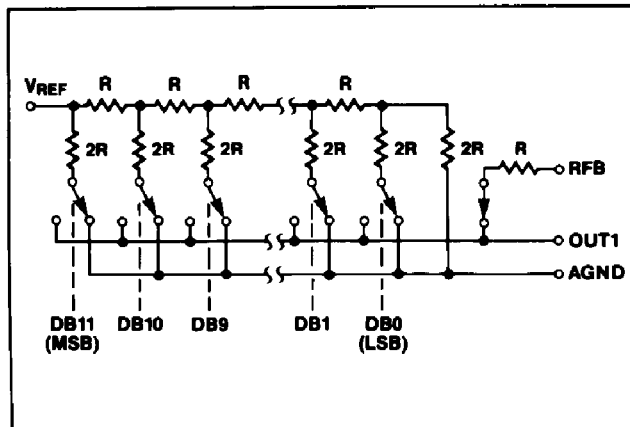 R R R R
VREF
2R 2R 2R 2R 2R 2R R RFB
OUT1
AGND
DB11 DB10 DB9 DB1 DB0
(MSB) (LSB)